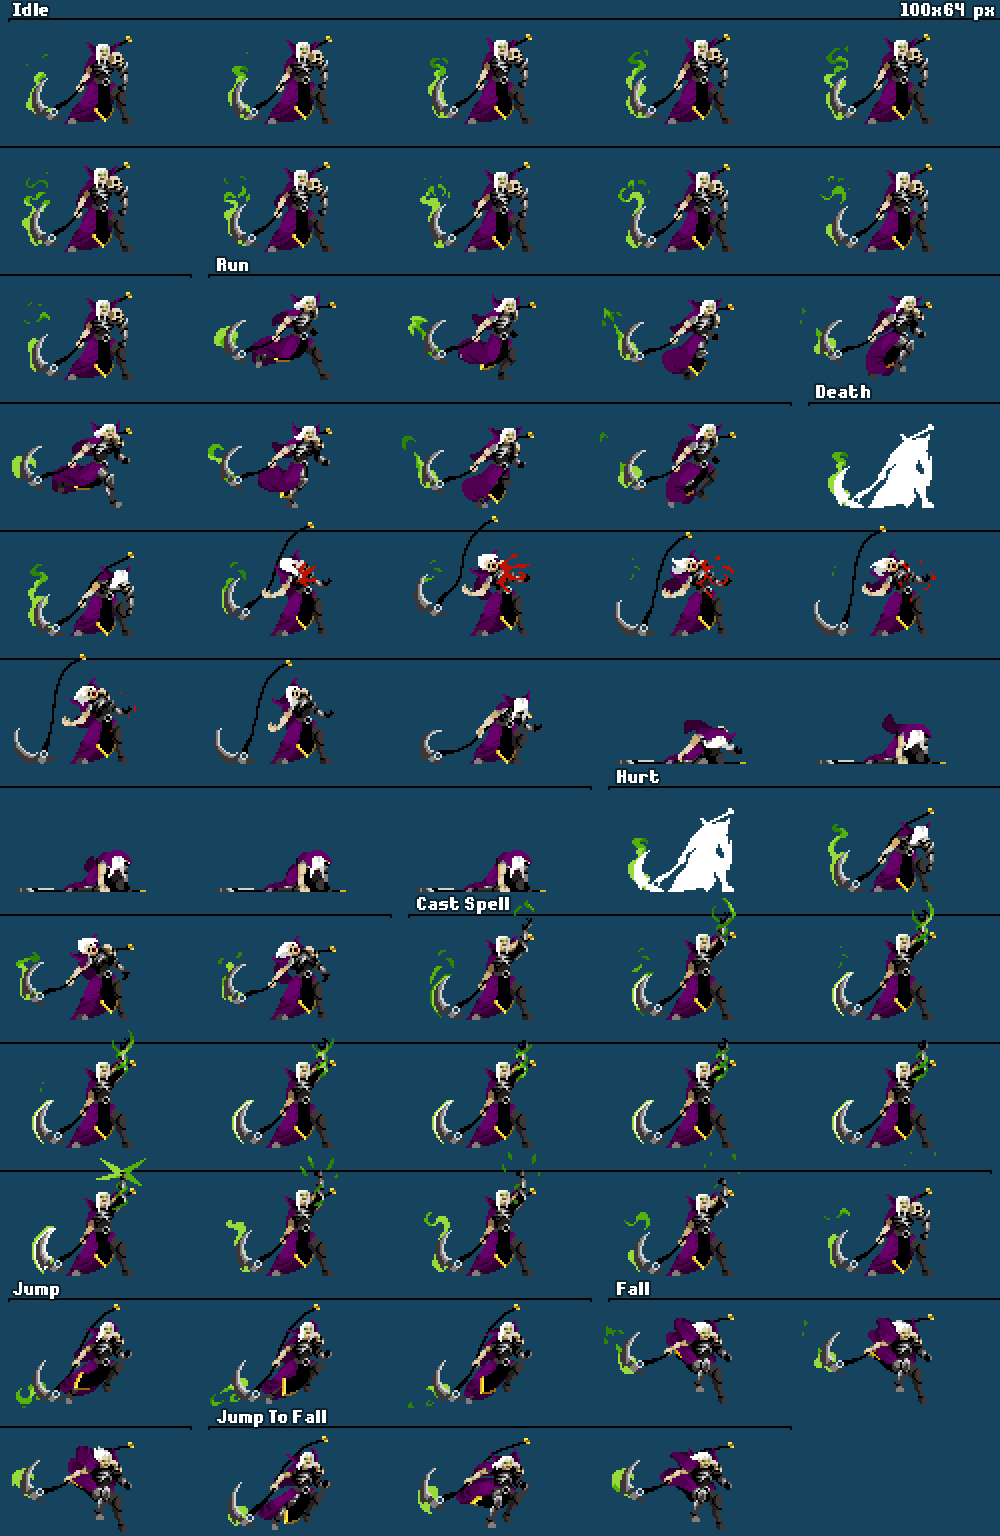 Idle
100x64 px
Run
Death
Hurt
Cast Spell
Jump
Fall
Jump To Fall